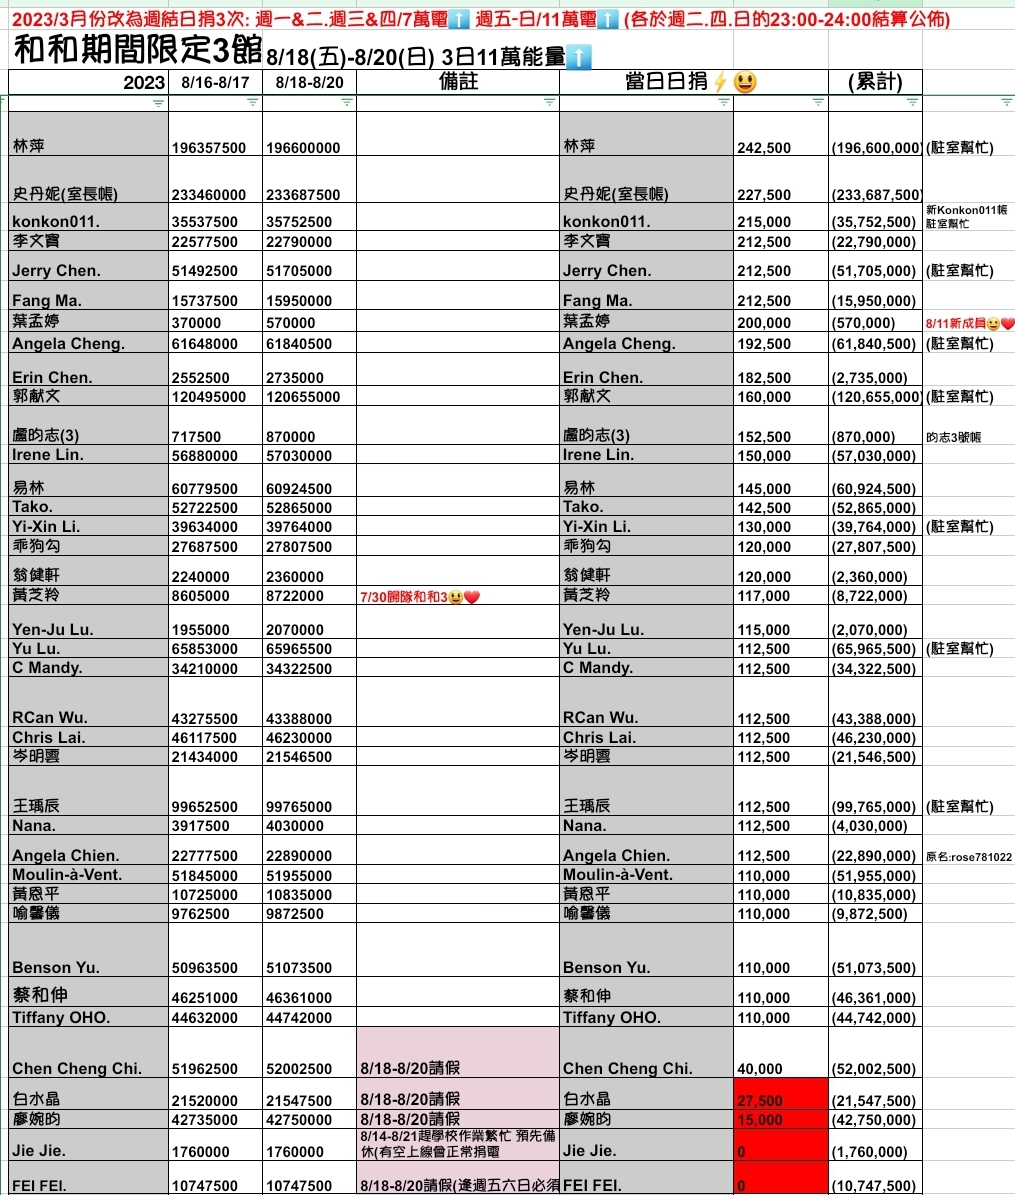 2023/3月份改為週結日捐3次: 週一&二.週三&四/7萬電⬆️ 週五-日/11萬電⬆️ (各於週二.四.日的23:00-24:00結算公佈)
和和期間限定3館 8/18(五)-8/20(日) 3日11萬能量⬆️
2023 8/16-8/17 8/18-8/20 備註 當日日捐⚡😃 (累計)
林萍 196357500 196600000 林萍 242,500 (196,600,000) (駐室幫忙)
史丹妮(室長帳) 233460000 233687500 史丹妮(室長帳) 227,500 (233,687,500)
konkon011. 35537500 35752500 konkon011. 215,000 (35,752,500) 新Konkon011帳
駐室幫忙
李文寶 22577500 22790000 李文寶 212,500 (22,790,000)
Jerry Chen. 51492500 51705000 Jerry Chen. 212,500 (51,705,000) (駐室幫忙)
Fang Ma. 15737500 15950000 Fang Ma. 212,500 (15,950,000)
葉孟婷 370000 570000 葉孟婷 200,000 (570,000) 8/11新成員😃❤️
Angela Cheng. 61648000 61840500 Angela Cheng. 192,500 (61,840,500) (駐室幫忙)
Erin Chen. 2552500 2735000 Erin Chen. 182,500 (2,735,000)
郭献文 120495000 120655000 郭献文 160,000 (120,655,000) (駐室幫忙)
盧昀志(3) 717500 870000 盧昀志(3) 152,500 (870,000) 昀志3號帳
Irene Lin. 56880000 57030000 Irene Lin. 150,000 (57,030,000)
易林 60779500 60924500 易林 145,000 (60,924,500)
Tako. 52722500 52865000 Tako. 142,500 (52,865,000)
Yi-Xin Li. 39634000 39764000 Yi-Xin Li. 130,000 (39,764,000) (駐室幫忙)
乖狗勾 27687500 27807500 乖狗勾 120,000 (27,807,500)
翁健軒 2240000 2360000 翁健軒 120,000 (2,360,000)
黃芝羚 8605000 8722000 7/30歸隊和和3😃❤️ 黃芝羚 117,000 (8,722,000)
Yen-Ju Lu. 1955000 2070000 Yen-Ju Lu. 115,000 (2,070,000)
Yu Lu. 65853000 65965500 Yu Lu. 112,500 (65,965,500) (駐室幫忙)
C Mandy. 34210000 34322500 C Mandy. 112,500 (34,322,500)
RCan Wu. 43275500 43388000 RCan Wu. 112,500 (43,388,000)
Chris Lai. 46117500 46230000 Chris Lai. 112,500 (46,230,000)
岑明雲 21434000 21546500 岑明雲 112,500 (21,546,500)
王瑀辰 99652500 99765000 王瑀辰 112,500 (99,765,000) (駐室幫忙)
Nana. 3917500 4030000 Nana. 112,500 (4,030,000)
Angela Chien. 22777500 22890000 Angela Chien. 112,500 (22,890,000) 原名:rose781022
Moulin-à-Vent. 51845000 51955000 Moulin-à-Vent. 110,000 (51,955,000)
黃恩平 10725000 10835000 黃恩平 110,000 (10,835,000)
喻馨儀 9762500 9872500 喻馨儀 110,000 (9,872,500)
Benson Yu. 50963500 51073500 Benson Yu. 110,000 (51,073,500)
蔡和伸 46251000 46361000 蔡和伸 110,000 (46,361,000)
Tiffany OHO. 44632000 44742000 Tiffany OHO. 110,000 (44,742,000)
Chen Cheng Chi. 51962500 52002500 8/18-8/20請假 Chen Cheng Chi. 40,000 (52,002,500)
白水晶 21520000 21547500 8/18-8/20請假 白水晶 27,500 (21,547,500)
廖婉昀 42735000 42750000 8/18-8/20請假 廖婉昀 15,000 (42,750,000)
Jie Jie. 1760000 1760000 8/14-8/21趕學校作業繁忙 預先備
休(有空上線會正常捐電 Jie Jie. 0 (1,760,000)
FEI FEI. 10747500 10747500 8/18-8/20請假(逢週五六日必須 FEI FEI. 0 (10,747,500)